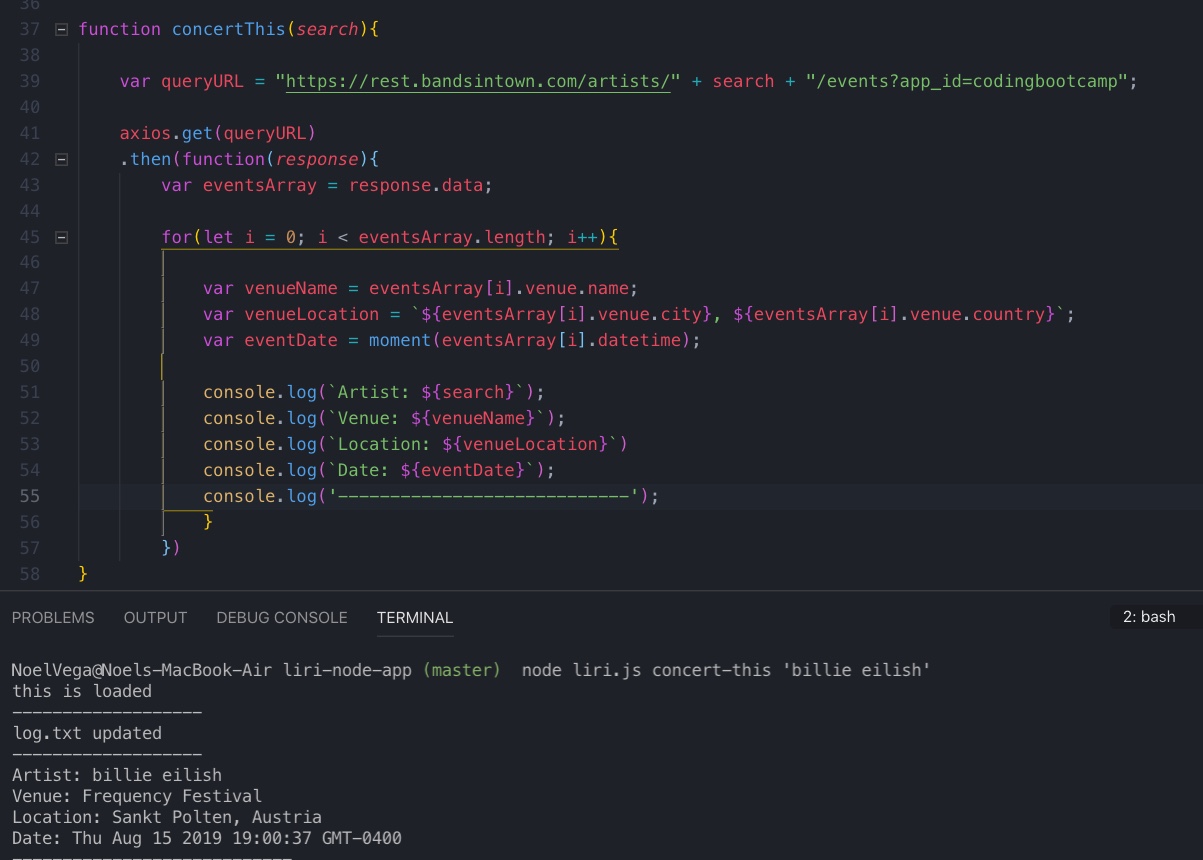 36
37 function concertThis(search){
38
39 var queryURL = "https://rest.bandsintown.com/artists/" + search + "/events?app_id=codingbootcamp";
40
41 axios.get(queryURL)
42 .then(function(response){
43 var eventsArray = response.data;
44
45 for(let i = 0; i < eventsArray.length; i++){
46
47 var venueName = eventsArray[i].venue.name;
48 var venueLocation = `${eventsArray[i].venue.city}, ${eventsArray[i].venue.country}`;
49 var eventDate = moment(eventsArray[i].datetime);
50
51 console.log(`Artist: ${search}`);
52 console.log(`Venue: ${venueName}`);
53 console.log(`Location: ${venueLocation}`)
54 console.log(`Date: ${eventDate}`);
55 console.log('----------------------------');
56 }
57 })
58 }
PROBLEMS OUTPUT DEBUG CONSOLE TERMINAL 2: bash
NoelVega@Noels-MacBook-Air liri-node-app (master) node liri.js concert-this 'billie eilish'
this is loaded
-------------------
log.txt updated
-------------------
Artist: billie eilish
Venue: Frequency Festival
Location: Sankt Polten, Austria
Date: Thu Aug 15 2019 19:00:37 GMT-0400
----------------------------